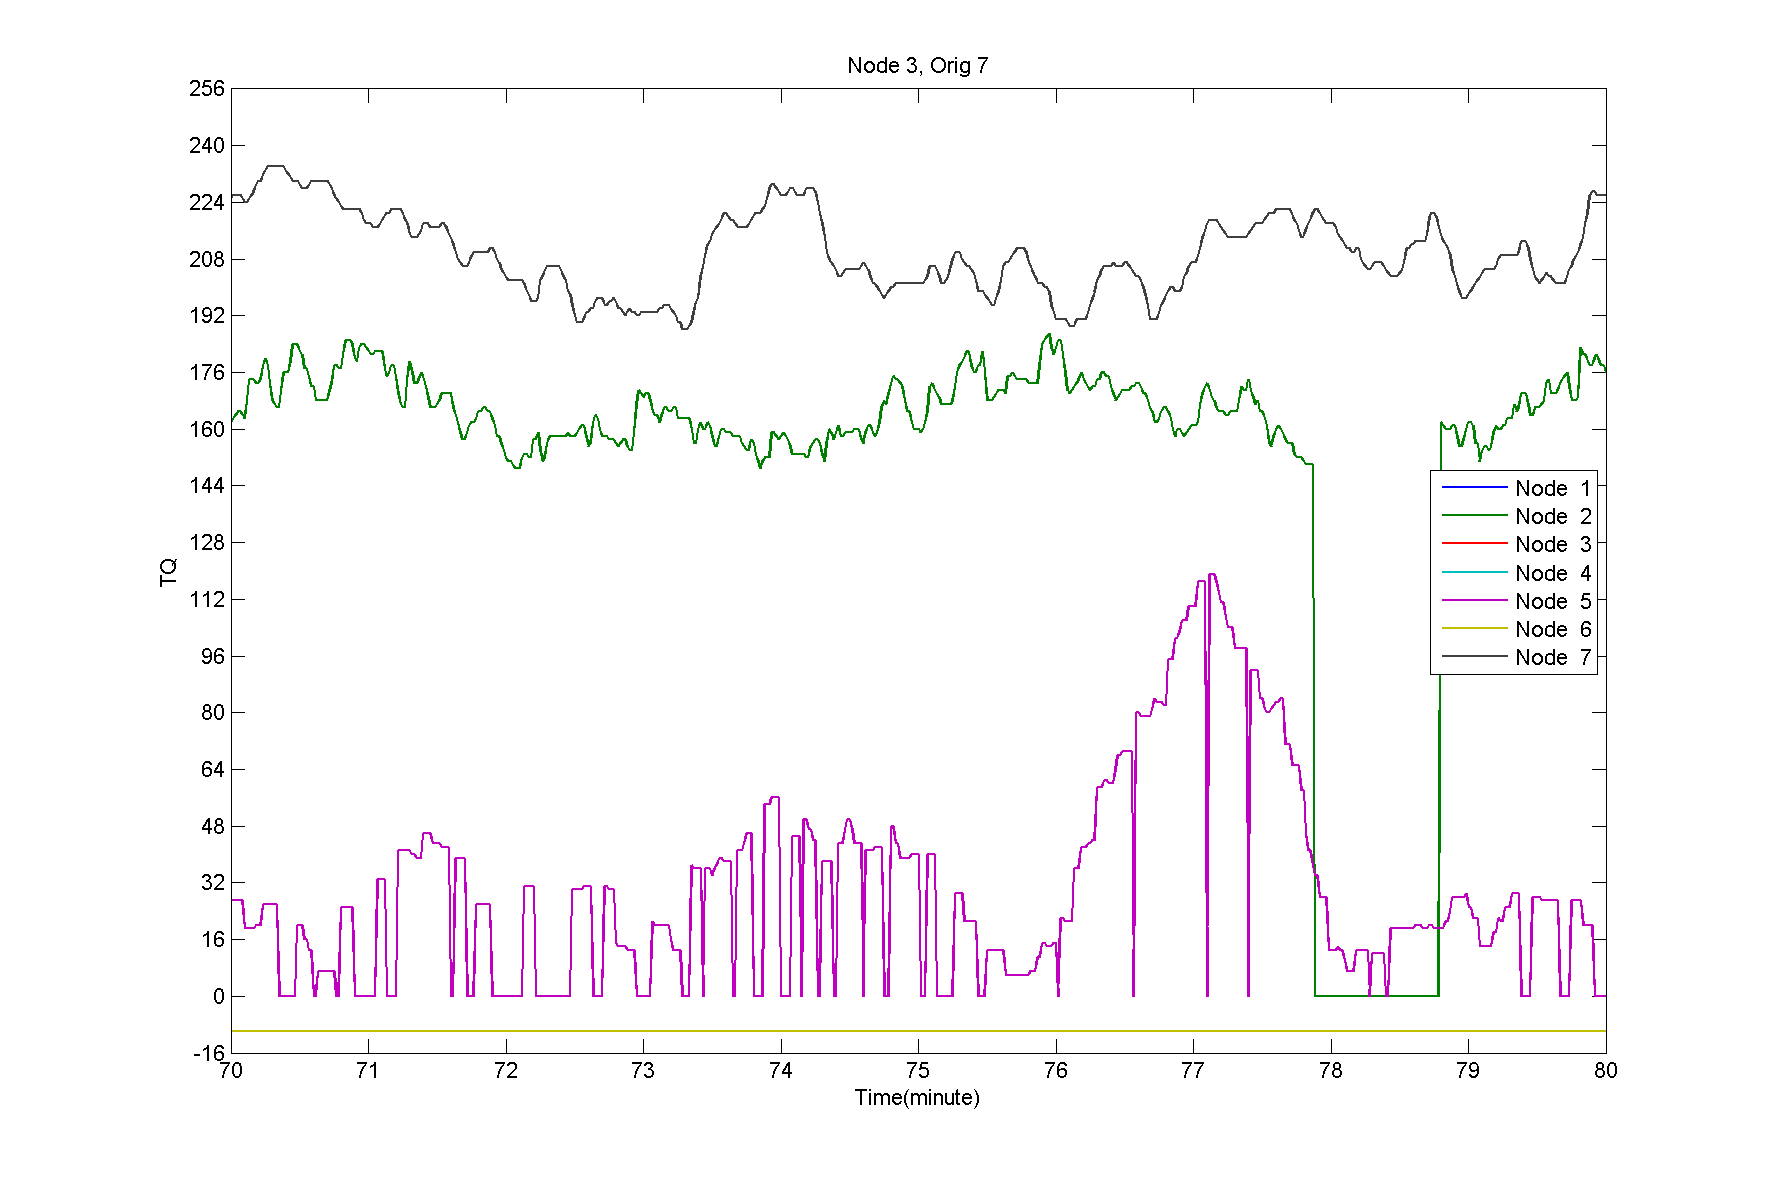 Node 3, Orig 7
256
240
224
208
192
176
160
144
128
112
96
80
64
48
32
16
0
-16
TQ
Node 1
Node 2
Node 3
Node 4
Node 5
Node 6
Node 7
70 71 72 73 74 75 76 77 78 79 80
Time(minute)